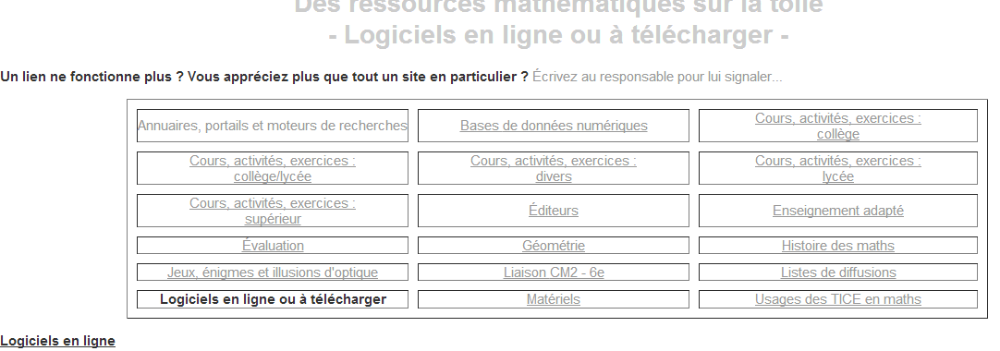 Des ressources mathématiques sur la toile
- Logiciels en ligne ou à télécharger -
Un lien ne fonctionne plus ? Vous appréciez plus que tout un site en particulier ? Écrivez au responsable pour lui signaler...
Annuaires, portails et moteurs de recherches
Bases de données numériques
Cours, activités, exercices :
collège
Cours, activités, exercices :
collège/lycée
Cours, activités, exercices :
divers
Cours, activités, exercices :
lycée
Cours, activités, exercices :
supérieur
Éditeurs
Enseignement adapté
Évaluation
Géométrie
Histoire des maths
Jeux, énigmes et illusions d'optique
Liaison CM2 - 6e
Listes de diffusions
Logiciels en ligne ou à télécharger
Matériels
Usages des TICE en maths
Logiciels en ligne